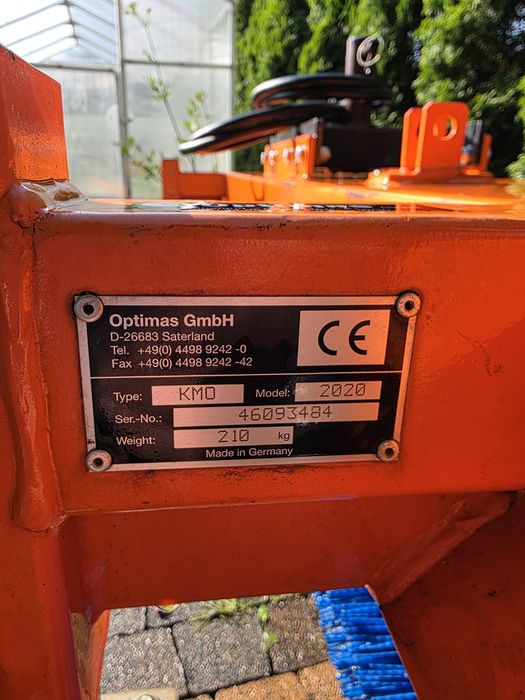 Optimas GmbH
D-26683 Saterland
Tel. +49(0) 4498 9242 -0
Fax +49(0) 4498 9242 -42
CE
Type: KMO Model: 2020
Ser.-No.: 46093484
Weight: 210 kg
Made in Germany